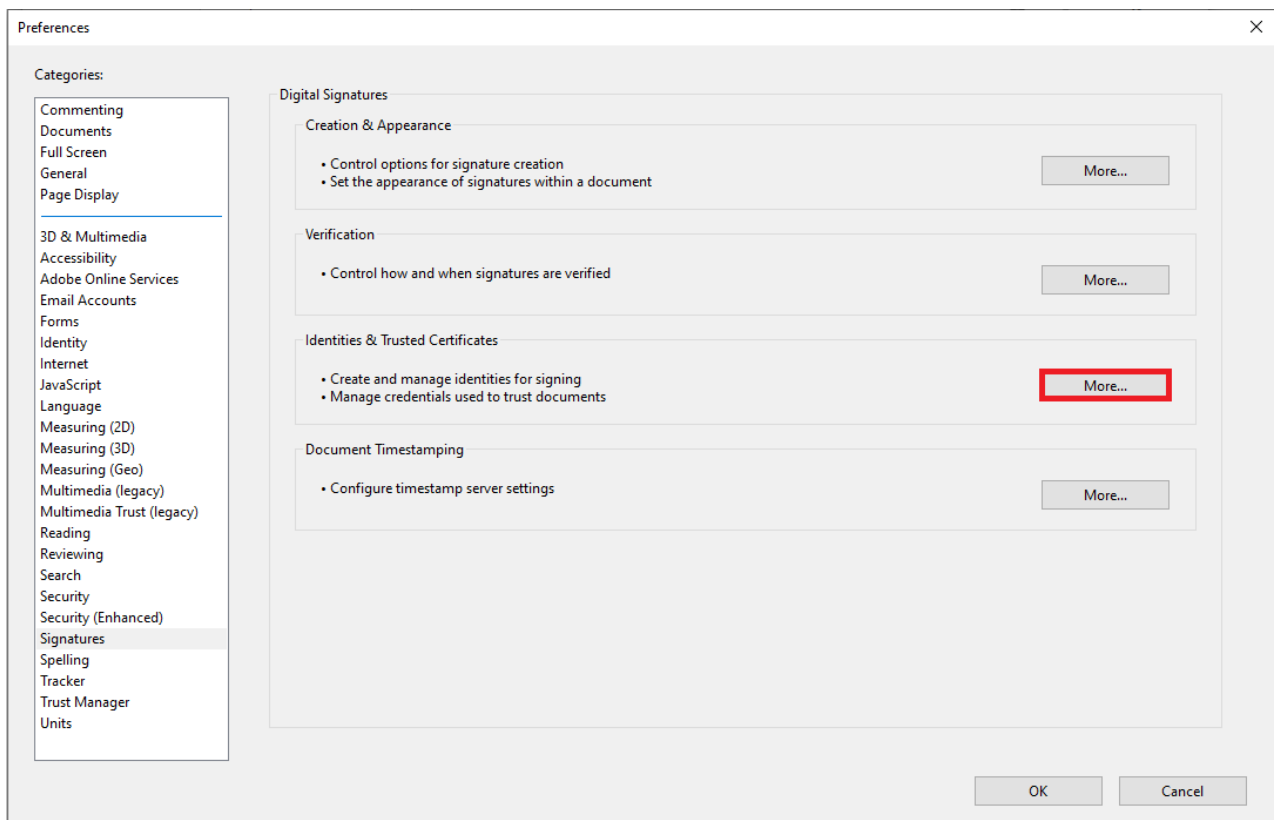 Preferences
Categories:
Commenting
Documents
Full Screen
General
Page Display
3D & Multimedia
Accessibility
Adobe Online Services
Email Accounts
Forms
Identity
Internet
JavaScript
Language
Measuring (2D)
Measuring (3D)
Measuring (Geo)
Multimedia (legacy)
Multimedia Trust (legacy)
Reading
Reviewing
Search
Security
Security (Enhanced)
Signatures
Spelling
Tracker
Trust Manager
Units
Digital Signatures
Creation & Appearance
• Control options for signature creation
• Set the appearance of signatures within a document
More...
Verification
• Control how and when signatures are verified
More...
Identities & Trusted Certificates
• Create and manage identities for signing
• Manage credentials used to trust documents
More...
Document Timestamping
• Configure timestamp server settings
More...
OK
Cancel